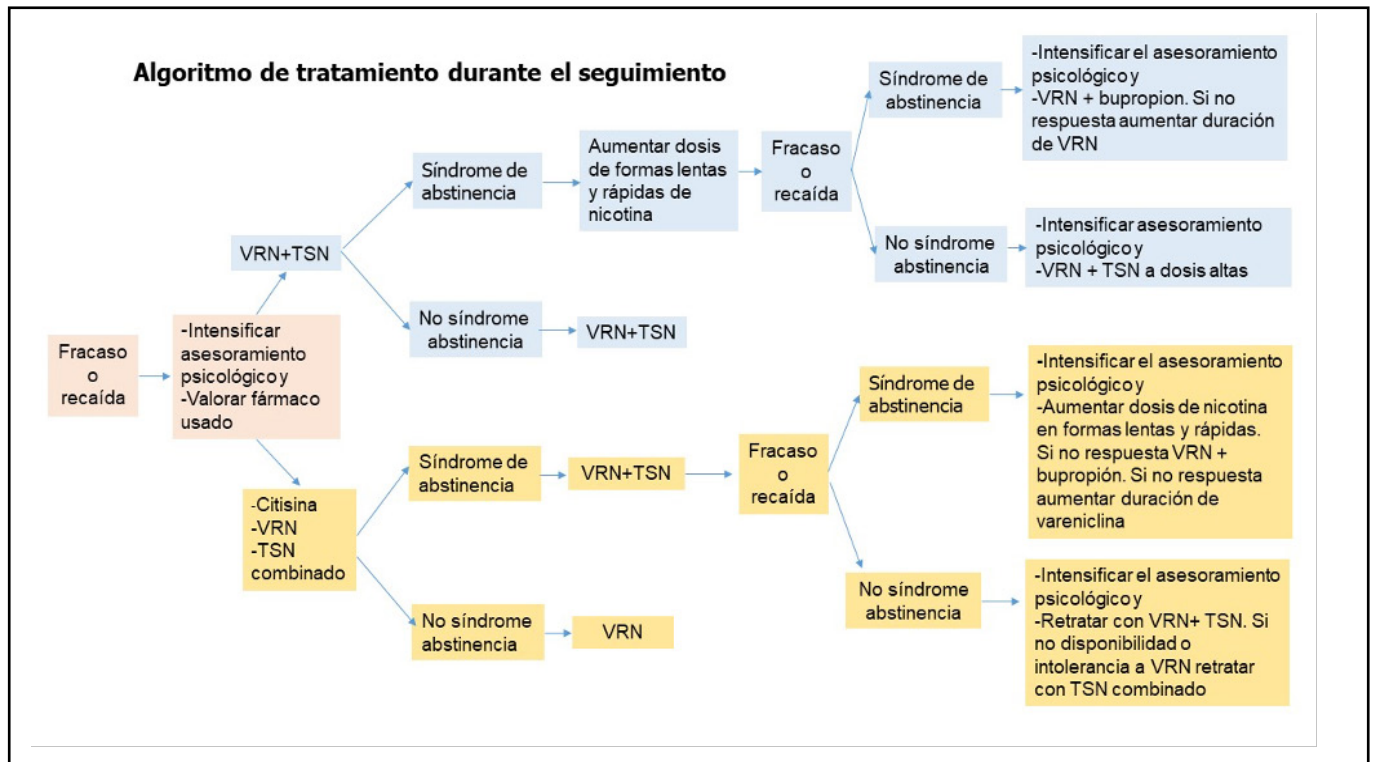 Algoritmo de tratamiento durante el seguimiento
Fracaso
o
recaída
-Intensificar
asesoramiento
psicológico y
-Valorar fármaco
usado
VRN+TSN
Síndrome de
abstinencia
Aumentar dosis
de formas lentas
y rápidas de
nicotina
Fracaso
o
recaída
Síndrome de
abstinencia
-Intensificar el asesoramiento
psicológico y
-VRN + bupropion. Si no
respuesta aumentar duración
de VRN
No síndrome
abstinencia
-Intensificar asesoramiento
psicológico y
-VRN + TSN a dosis altas
No síndrome
abstinencia
VRN+TSN
-Citisina
-VRN
-TSN
combinado
Síndrome de
abstinencia
VRN+TSN
Fracaso
o
recaída
Síndrome de
abstinencia
-Intensificar el asesoramiento
psicológico y
-Aumentar dosis de nicotina
en formas lentas y rápidas.
Si no respuesta VRN +
bupropión. Si no respuesta
aumentar duración de
vareniclina
No síndrome
abstinencia
-Intensificar el asesoramiento
psicológico y
-Retratar con VRN+ TSN. Si
no disponibilidad o
intolerancia a VRN retratar
con TSN combinado
No síndrome
abstinencia
VRN